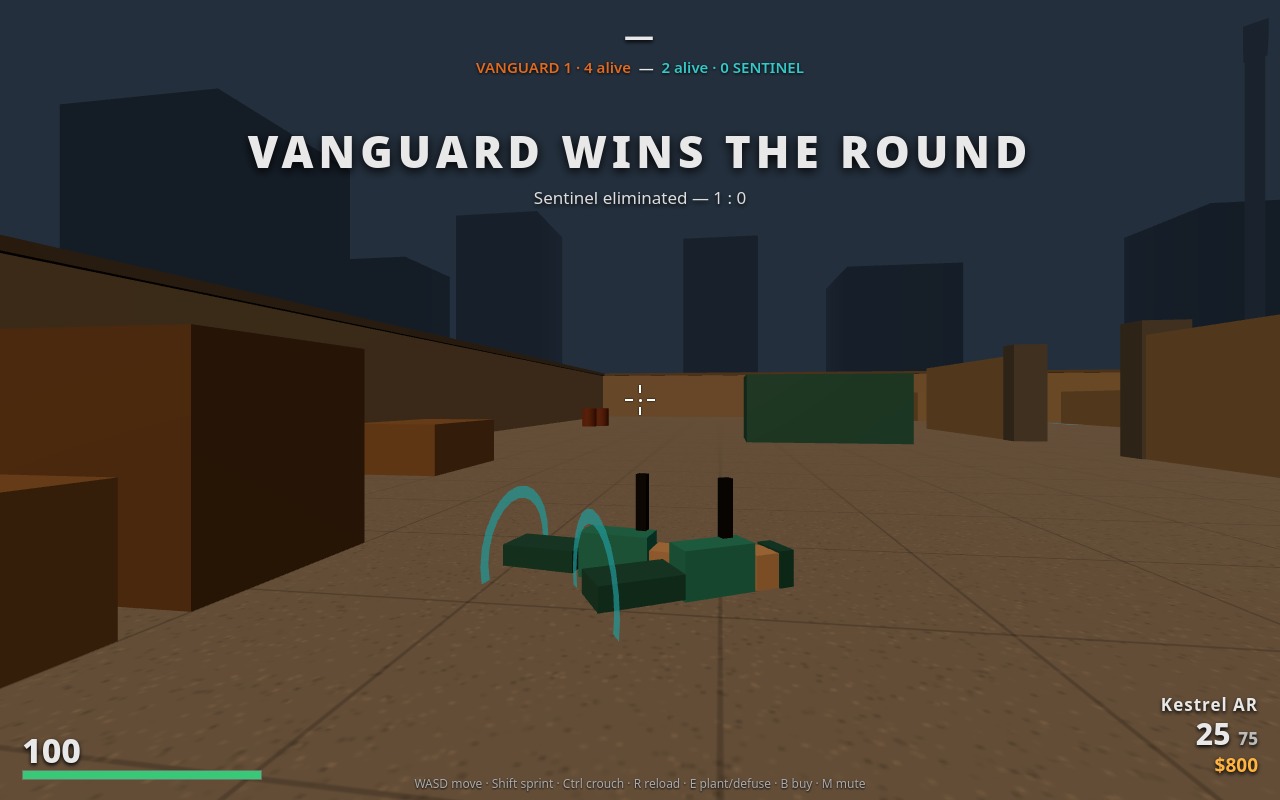 —
VANGUARD 1 · 4 alive — 2 alive · 0 SENTINEL
VANGUARD WINS THE ROUND
Sentinel eliminated — 1 : 0
Kestrel AR
100
25 75
$800
WASD move · Shift sprint · Ctrl crouch · R reload · E plant/defuse · B buy · M mute